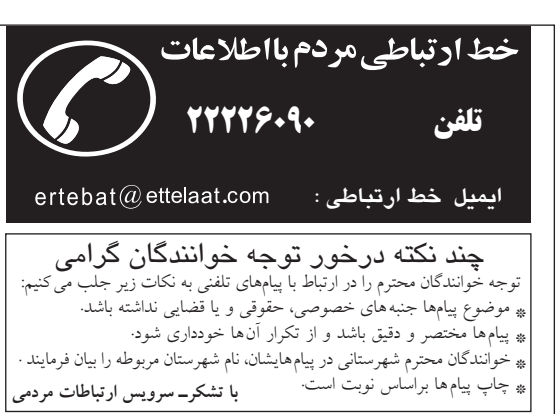 خط ارتباطی مردم بااطلاعات
تلفن ۲۲۲۲۶۰۹۰
ایمیل خط ارتباطی : ertebat@ettelaat.com
چند نکته درخور توجه خوانندگان گرامی
توجه خوانندگان محترم را در ارتباط با پیام‌های تلفنی به نکات زیر جلب می‌کنیم:
* موضوع پیام‌ها جنبه‌های خصوصی، حقوقی و یا قضایی نداشته باشد.
* پیام‌ها مختصر و دقیق باشد و از تکرار آن‌ها خودداری شود.
* خوانندگان محترم شهرستانی در پیام‌هایشان، نام شهرستان مربوطه را بیان فرمایند .
* چاپ پیام‌ها براساس نوبت است.
با تشکرـ سرویس ارتباطات مردمی